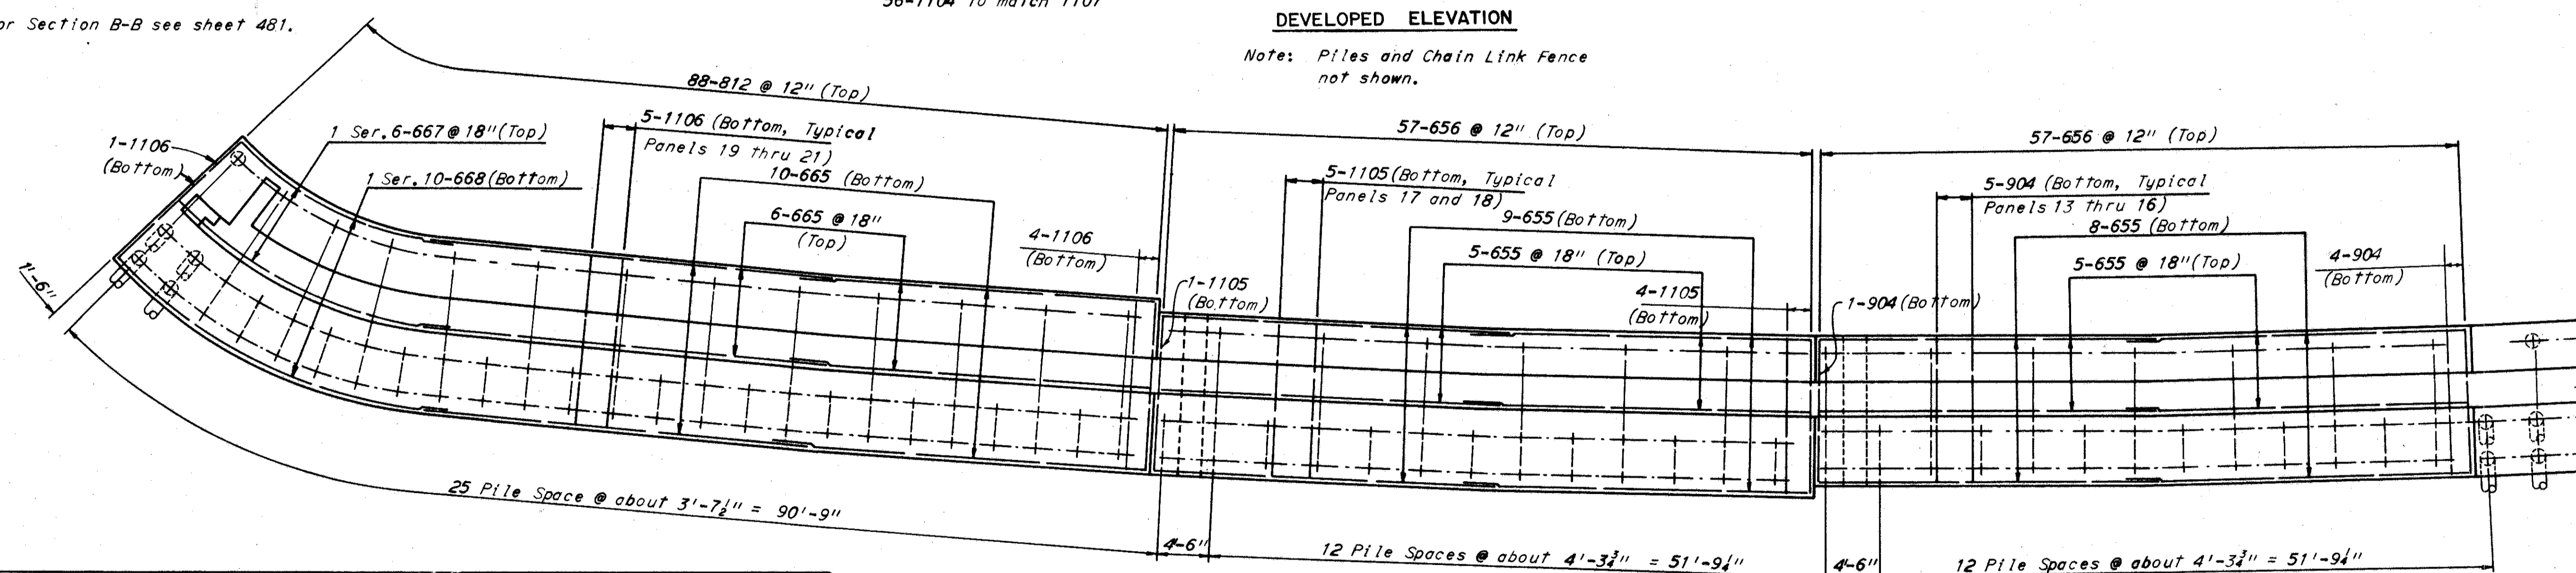 56-1104 To match 1101
DEVELOPED ELEVATION
or Section B-B see sheet 481.
Note: Piles and Chain Link Fence
not shown.
88-812 @ 12" (Top)
57-656 @ 12" (Top)
57-656 @ 12" (Top)
1-1106
(Bottom)
1 Ser. 6-667 @ 18" (Top)
1 Ser. 10-668 (Bottom)
5-1106 (Bottom, Typical
Panels 19 thru 21)
10-665 (Bottom)
6-665 @ 18"
(Top)
4-1106
(Bottom)
1-1105
(Bottom)
5-1105 (Bottom, Typical
Panels 17 and 18)
9-655 (Bottom)
5-655 @ 18" (Top)
4-1105
(Bottom)
1-904 (Bottom)
5-904 (Bottom, Typical
Panels 13 thru 16)
8-655 (Bottom)
5-655 @ 18" (Top)
4-904
(Bottom)
1'-6"
25 Pile Space @ about 3'-7½" = 90'-9"
4'-6"
12 Pile Spaces @ about 4'-3¾" = 51'-9¼"
4'-6"
12 Pile Spaces @ about 4'-3¾" = 51'-9¼"